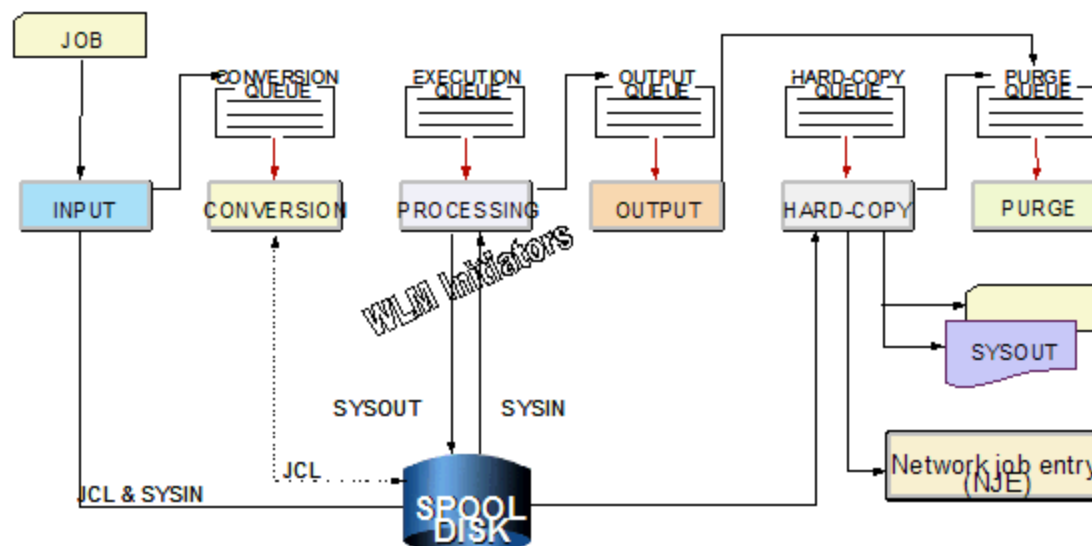 JOB
CONVERSION
QUEUE
EXECUTION
QUEUE
OUTPUT
QUEUE
HARD-COPY
QUEUE
PURGE
QUEUE
INPUT
CONVERSION
PROCESSING
OUTPUT
HARD-COPY
PURGE
WLM Initiators
SYSOUT
SYSOUT
SYSIN
JCL
JCL & SYSIN
SPOOL
DISK
Network job entry
(NJE)